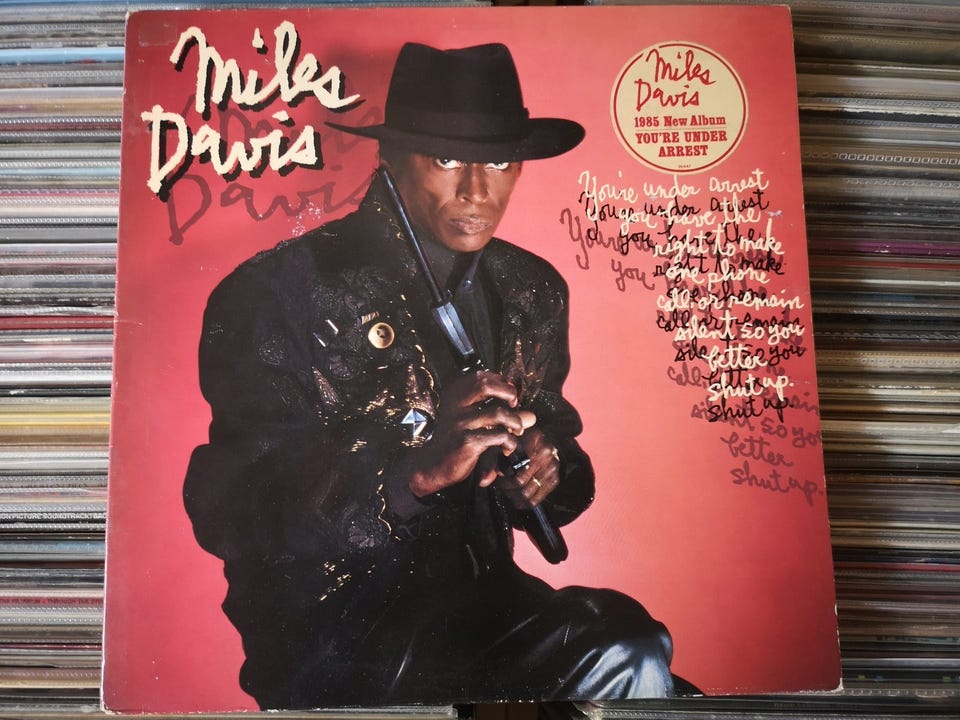 Miles
Davis
Miles
Davis
1985 New Album
YOU'RE UNDER
ARREST
You're under arrest
you have the
right to make
one phone
call, or remain
silent so you
better
shut up.